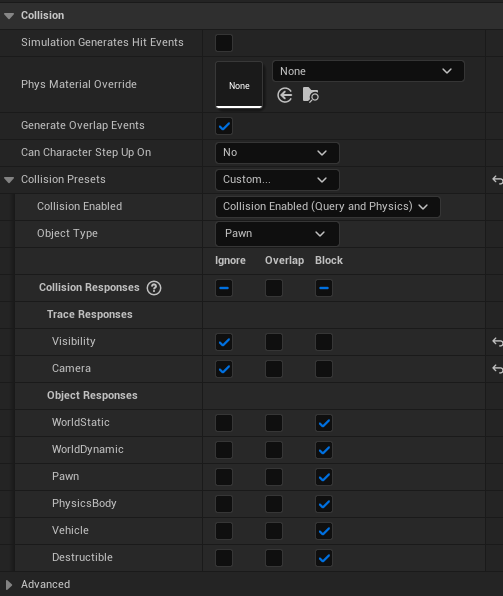 Collision
Simulation Generates Hit Events
Phys Material Override
None
None
Generate Overlap Events
Can Character Step Up On
No
Collision Presets
Custom...
Collision Enabled
Collision Enabled (Query and Physics)
Object Type
Pawn
Ignore Overlap Block
Collision Responses ?
Trace Responses
Visibility
Camera
Object Responses
WorldStatic
WorldDynamic
Pawn
PhysicsBody
Vehicle
Destructible
Advanced